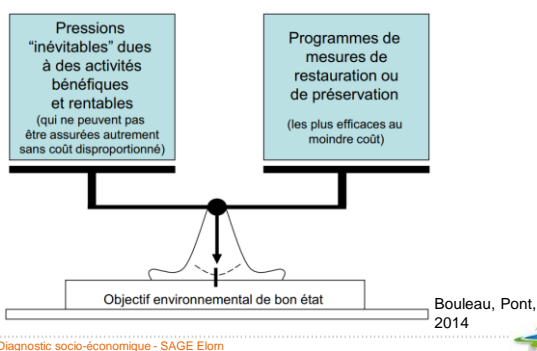 Pressions
“inévitables” dues
à des activités
bénéfiques
et rentables
(qui ne peuvent pas
être assurées autrement
sans coût disproportionné)
Programmes de
mesures de
restauration ou
de préservation
(les plus efficaces au
moindre coût)
Objectif environnemental de bon état
Bouleau, Pont,
2014
Diagnostic socio-économique - SAGE Elorn